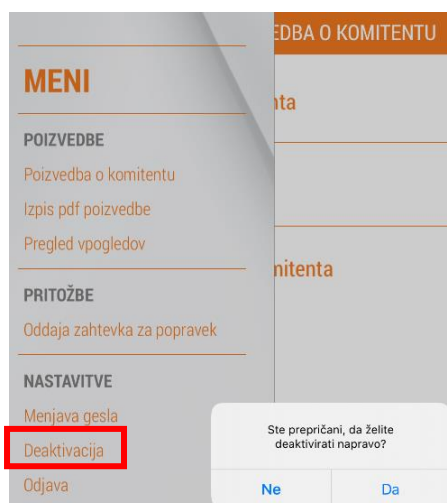 EDBA O KOMITENTU
MENI
nta
POIZVEDBE
Poizvedba o komitentu
Izpis pdf poizvedbe
Pregled vpogledov
mitenta
PRITOŽBE
Oddaja zahtevka za popravek
NASTAVITVE
Menjava gesla
Deaktivacija
Odjava
Ste prepričani, da želite
deaktivirati napravo?
Ne
Da